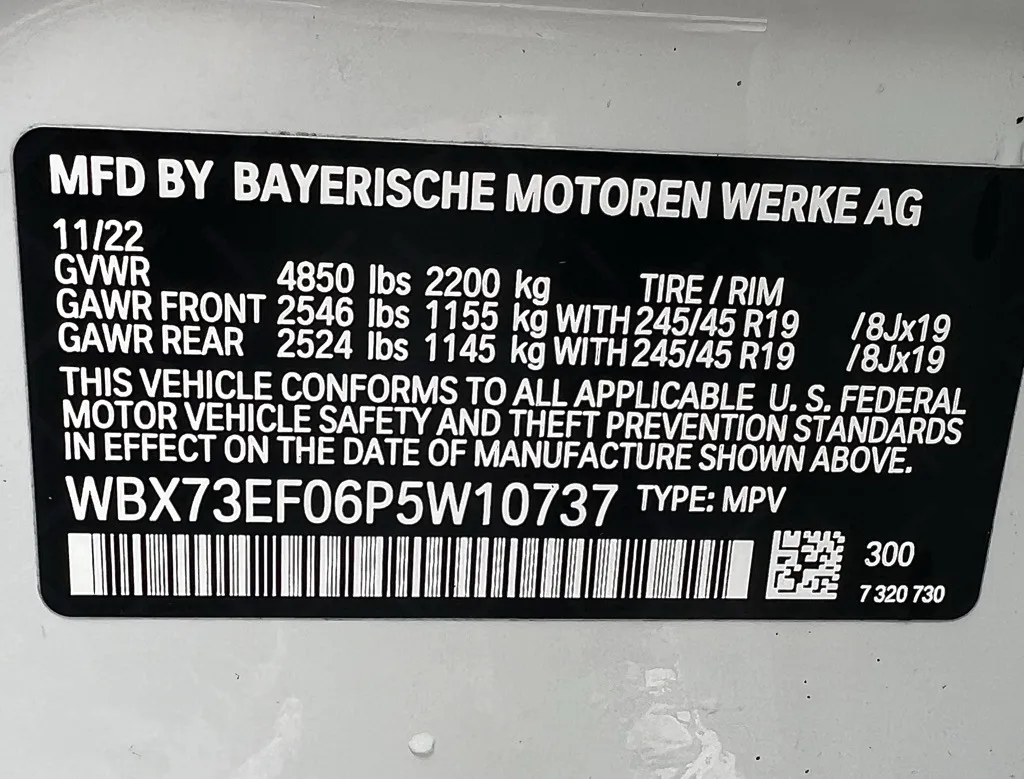 MFD BY BAYERISCHE MOTOREN WERKE AG
11/22
GVWR 4850 lbs 2200 kg TIRE / RIM
GAWR FRONT 2546 lbs 1155 kg WITH 245/45 R19 /8Jx19
GAWR REAR 2524 lbs 1145 kg WITH 245/45 R19 /8Jx19
THIS VEHICLE CONFORMS TO ALL APPLICABLE U. S. FEDERAL
MOTOR VEHICLE SAFETY AND THEFT PREVENTION STANDARDS
IN EFFECT ON THE DATE OF MANUFACTURE SHOWN ABOVE.
WBX73EF06P5W10737 TYPE: MPV
300
7 320 730